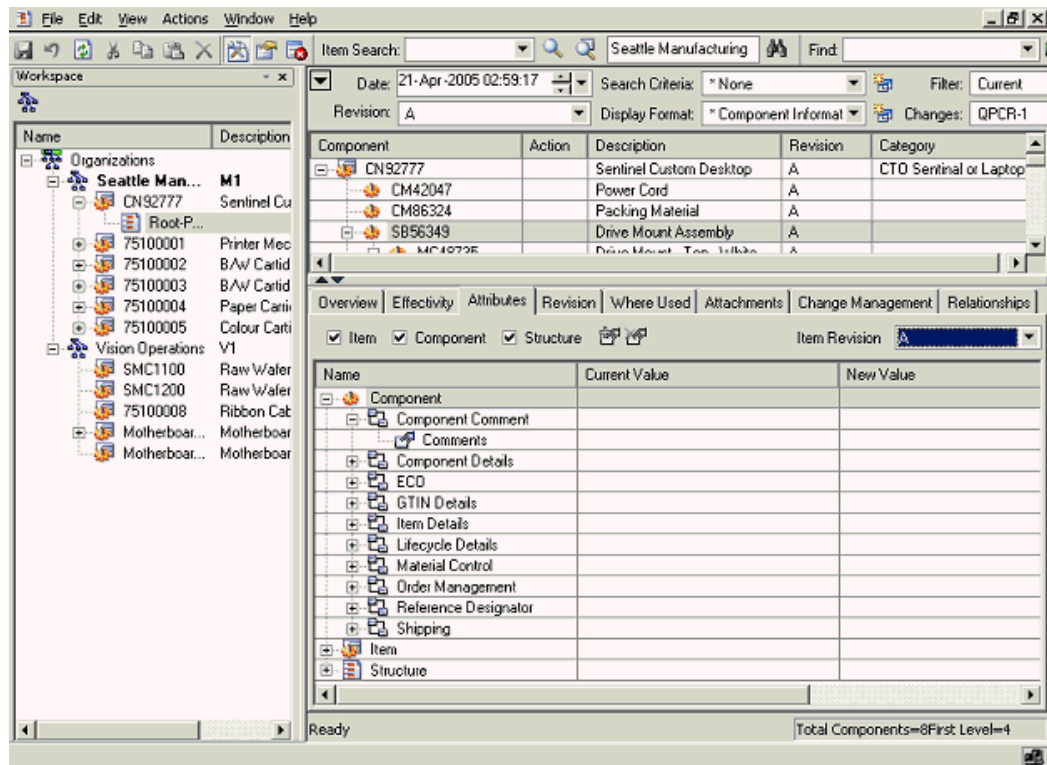 File Edit View Actions Window Help
Item Search: Seattle Manufacturing Find:
Workspace
Date: 21-Apr-2005 02:59:17 Search Criteria: * None Filter: Current
Revision: A Display Format: * Component Informat Changes: QPCR-1
Name Description
Organizations
Seattle Man... M1
CN92777 Sentinel Cu
Root-P...
75100001 Printer Mec
75100002 B/W Cartid
75100003 B/W Cartid
75100004 Paper Carri
75100005 Colour Carti
Vision Operations V1
SMC1100 Raw Wafer
SMC1200 Raw Wafer
75100008 Ribbon Cab
Motherboar... Motherboar
Motherboar... Motherboar
Component Action Description Revision Category
CN92777 Sentinel Custom Desktop A CTO Sentinal or Laptop
CM42047 Power Cord A
CM86324 Packing Material A
SB56349 Drive Mount Assembly A
Overview Effectivity Attributes Revision Where Used Attachments Change Management Relationships
Item Component Structure Item Revision A
Name Current Value New Value
Component
Component Comment
Comments
Component Details
ECO
GTIN Details
Item Details
Lifecycle Details
Material Control
Order Management
Reference Designator
Shipping
Item
Structure
Ready Total Components=8First Level=4